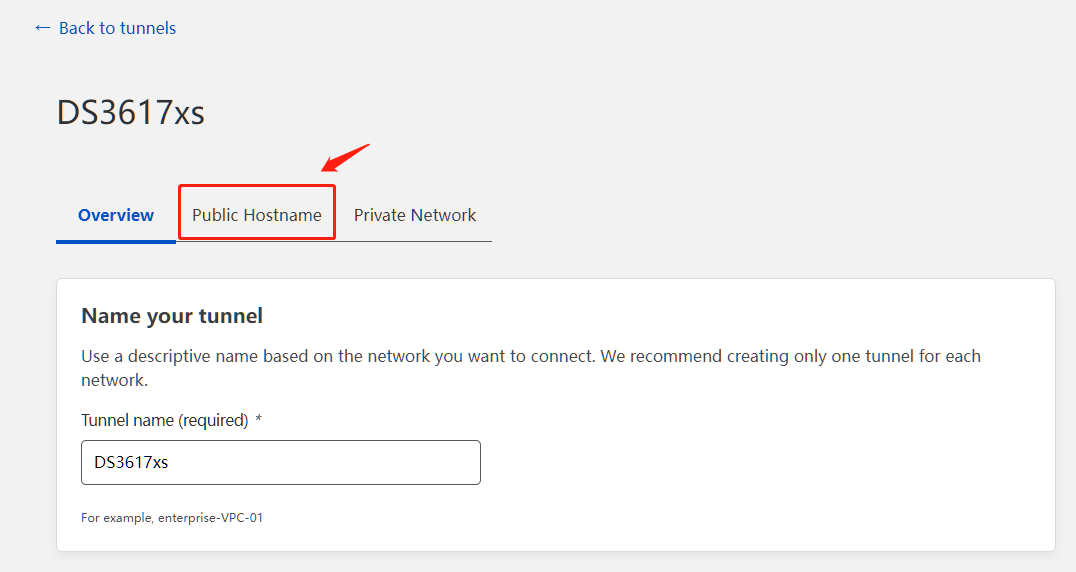 ← Back to tunnels
DS3617xs
Overview Public Hostname Private Network
Name your tunnel
Use a descriptive name based on the network you want to connect. We recommend creating only one tunnel for each
network.
Tunnel name (required) *
DS3617xs
For example, enterprise-VPC-01